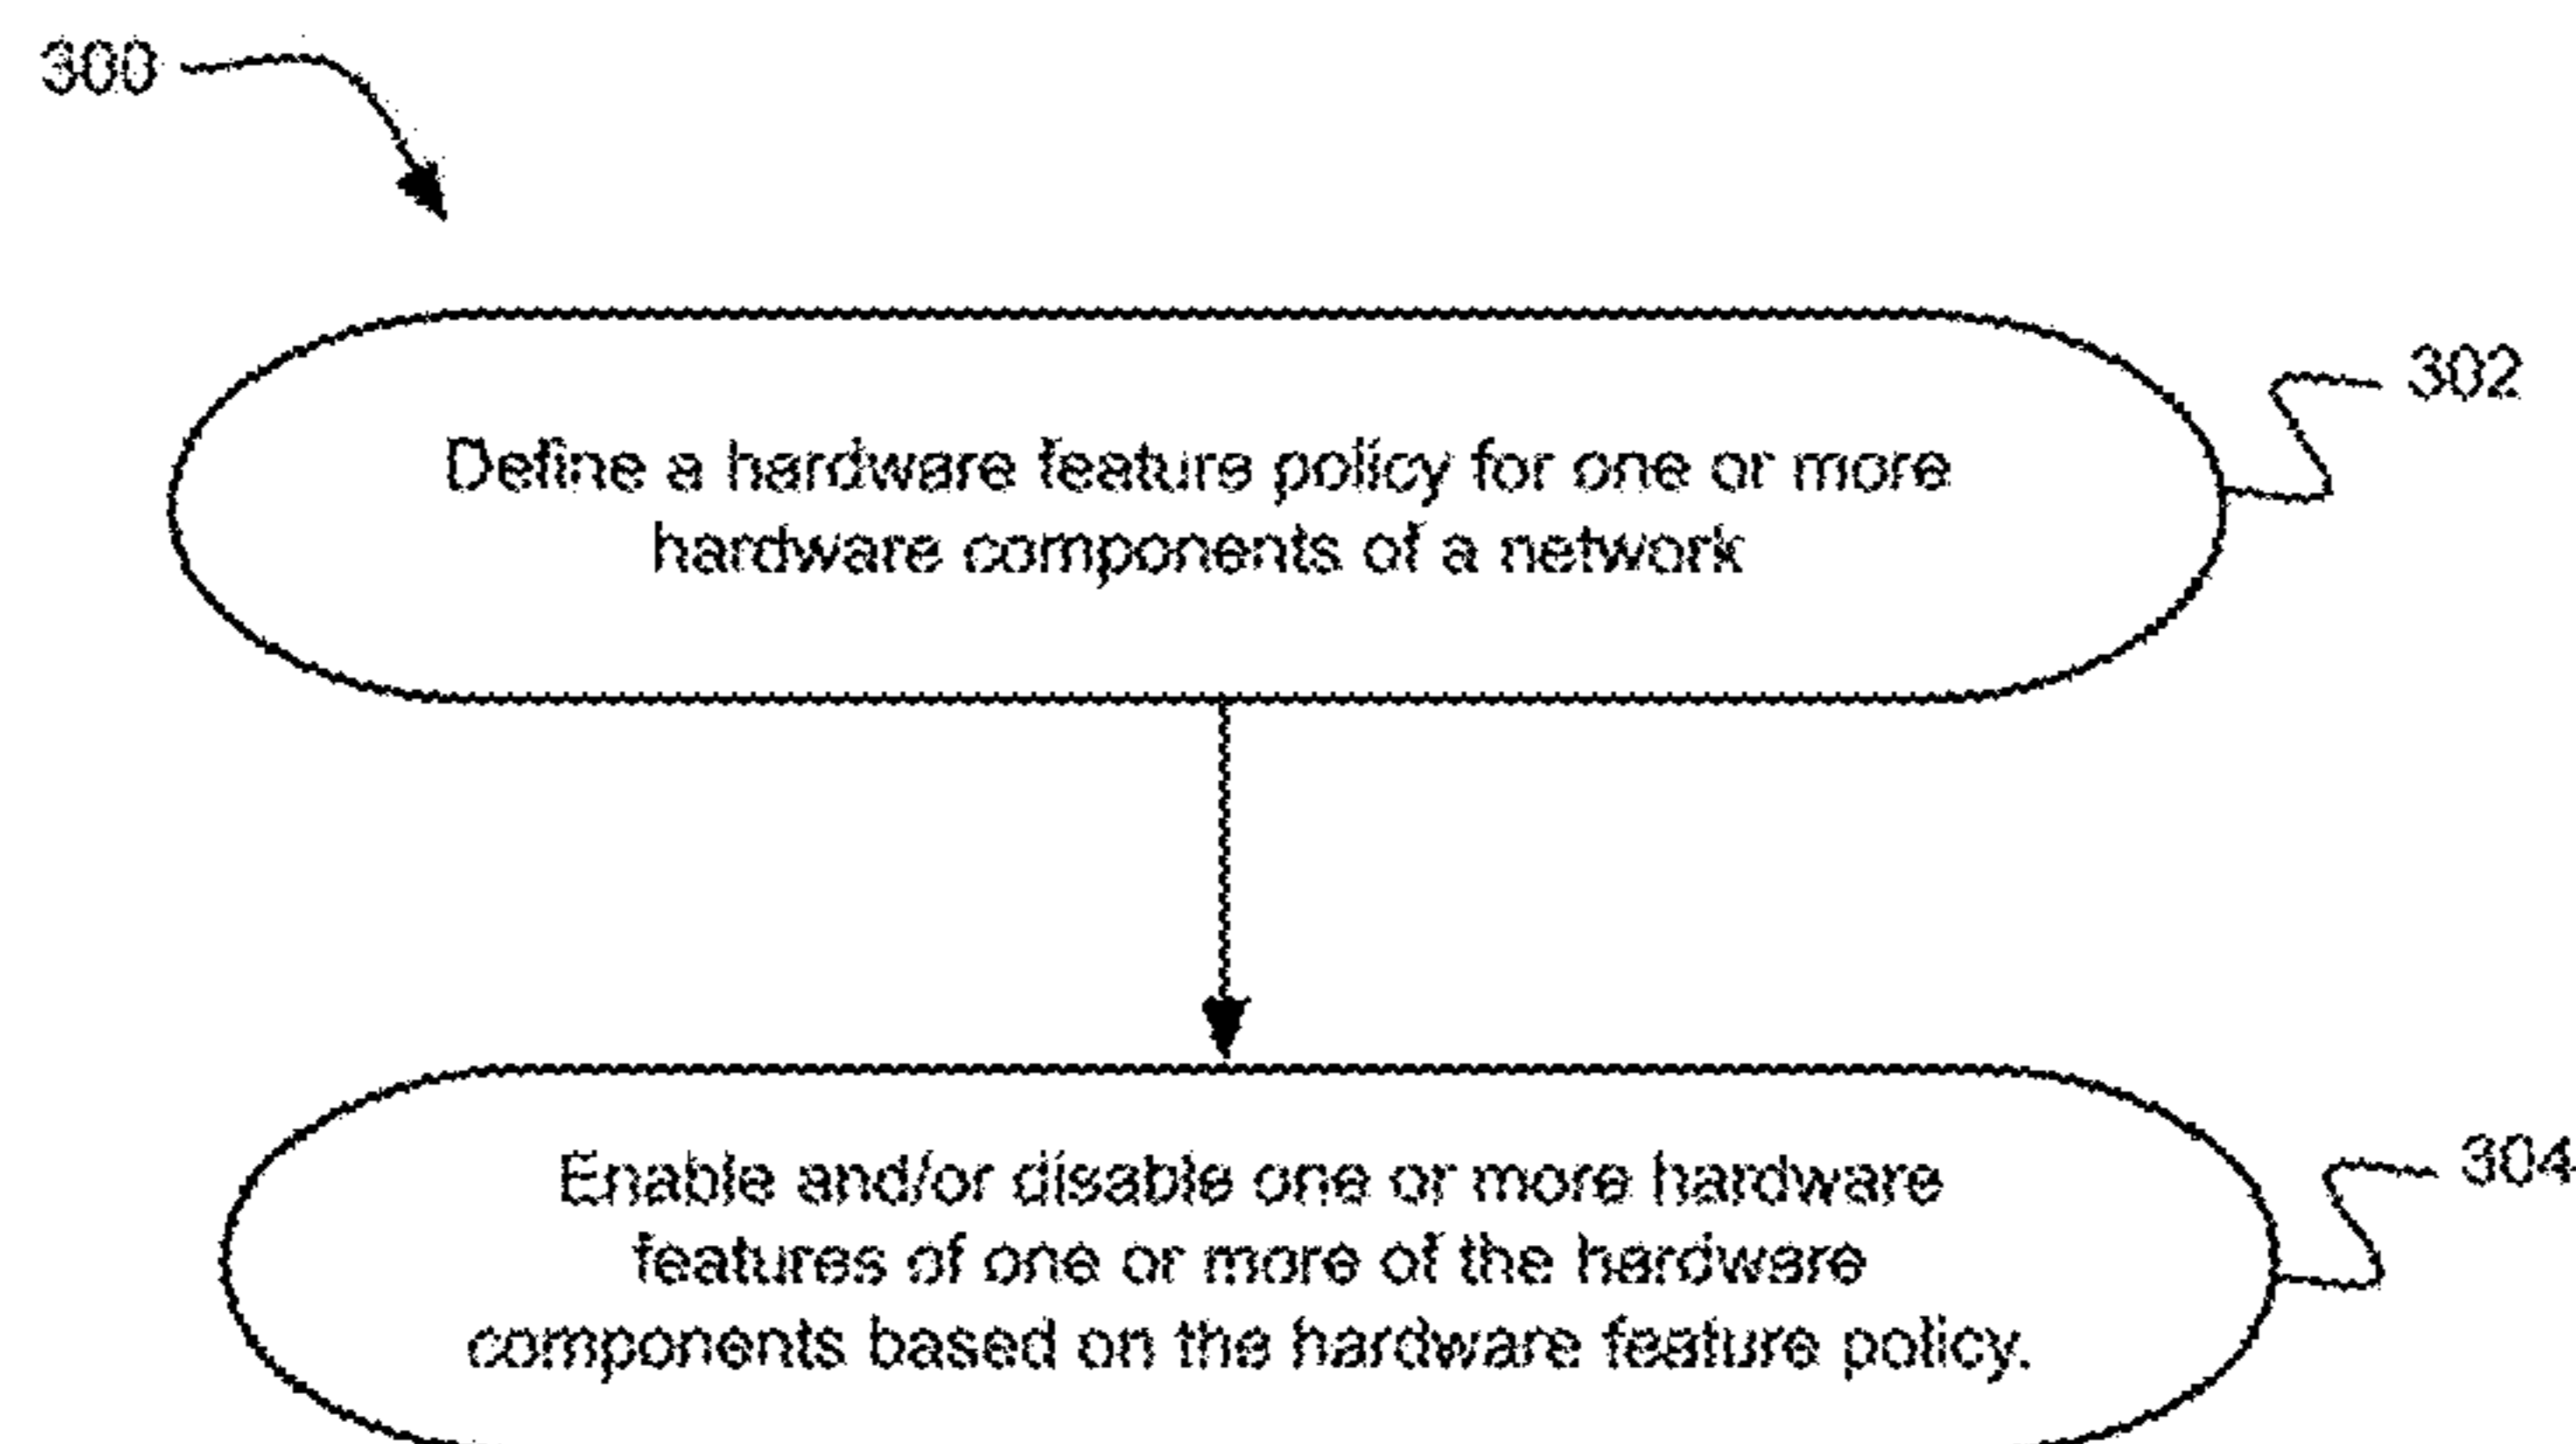 300
302
Define a hardware feature policy for one or more
hardware components of a network
304
Enable and/or disable one or more hardware
features of one or more of the hardware
components based on the hardware feature policy.